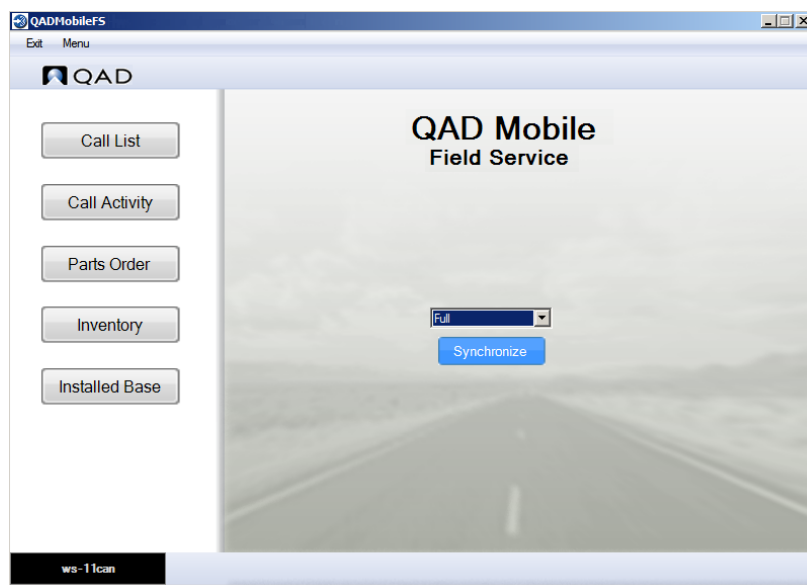 QADMobileFS
Exit Menu
QAD
Call List
Call Activity
Parts Order
Inventory
Installed Base
QAD Mobile
Field Service
Full
Synchronize
ws-11can